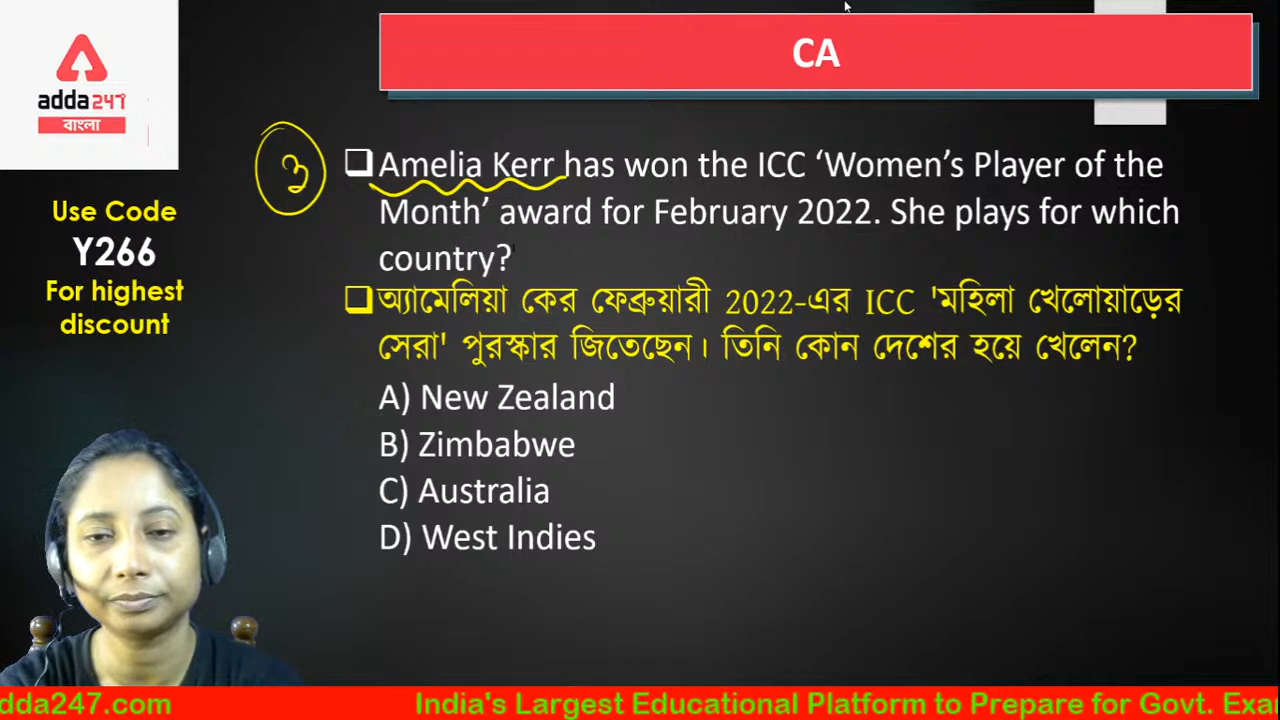 CA
adda247
বাংলা
Use Code
Y266
For highest
discount
3
Amelia Kerr has won the ICC ‘Women’s Player of the
Month’ award for February 2022. She plays for which
country?
অ্যামেলিয়া কের ফেব্রুয়ারী 2022-এর ICC 'মহিলা খেলোয়াড়ের
সেরা' পুরস্কার জিতেছেন। তিনি কোন দেশের হয়ে খেলেন?
A) New Zealand
B) Zimbabwe
C) Australia
D) West Indies
dda247.com India's Largest Educational Platform to Prepare for Govt. Exa